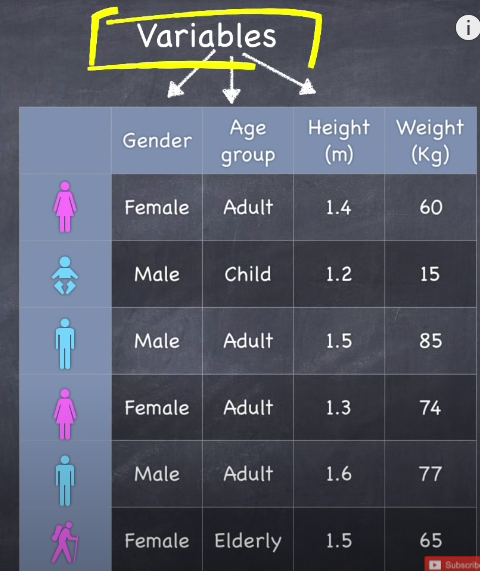 Variables
i
Gender Age group Height (m) Weight (Kg)
Female Adult 1.4 60
Male Child 1.2 15
Male Adult 1.5 85
Female Adult 1.3 74
Male Adult 1.6 77
Female Elderly 1.5 65
Subscrib